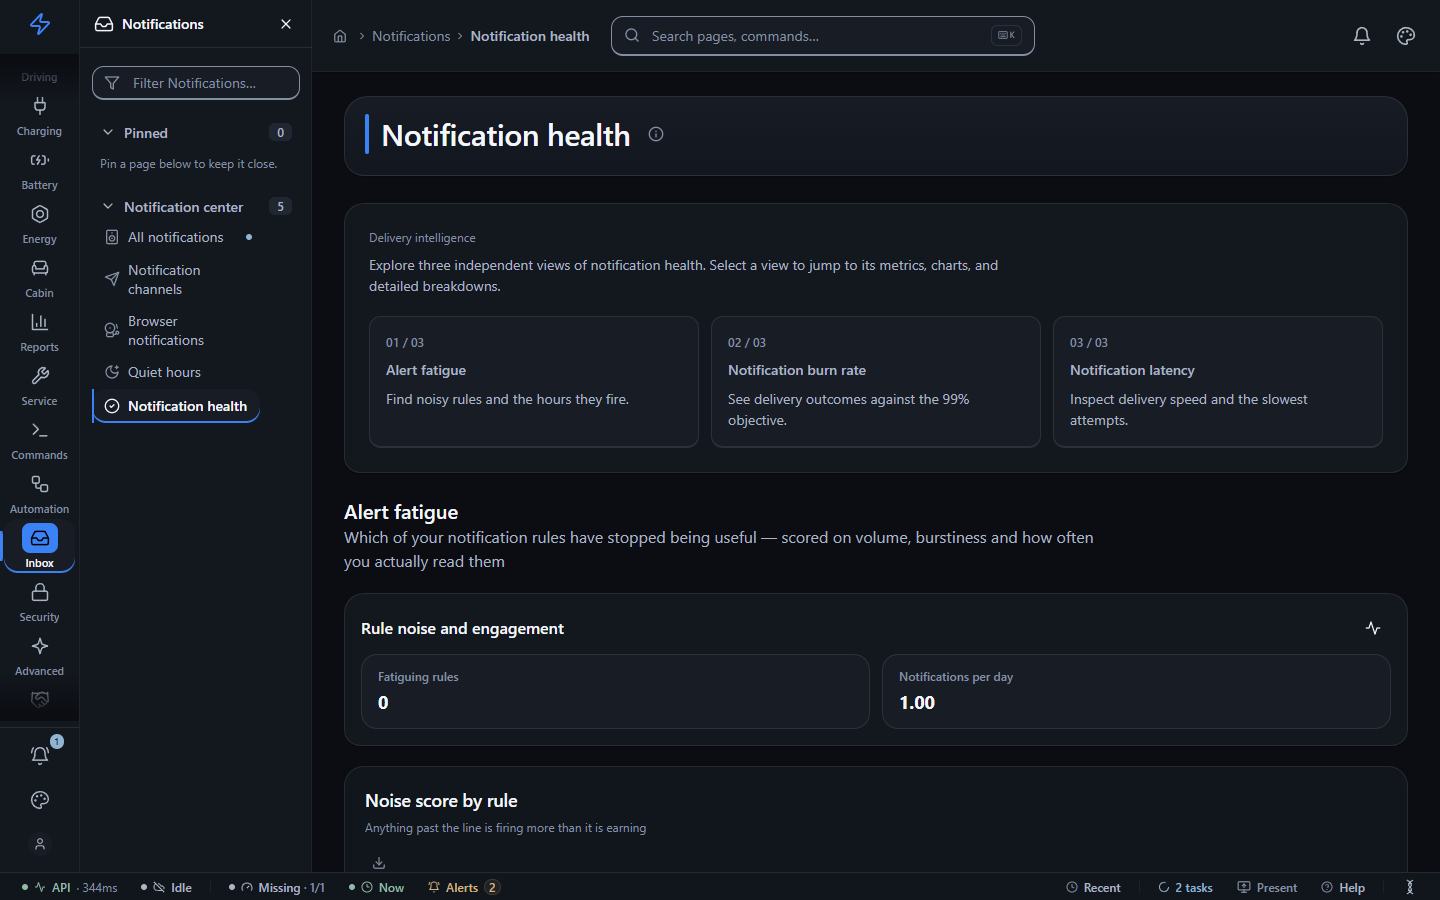 Notifications
Driving
Charging
Battery
Energy
Cabin
Reports
Service
Commands
Automation
Inbox
Security
Advanced
1
Filter Notifications...
Pinned 0
Pin a page below to keep it close.
Notification center 5
All notifications
Notification
channels
Browser
notifications
Quiet hours
Notification health
Notifications
Notification health
Search pages, commands...
K
Notification health
Delivery intelligence
Explore three independent views of notification health. Select a view to jump to its metrics, charts, and
detailed breakdowns.
01 / 03
Alert fatigue
Find noisy rules and the hours they fire.
02 / 03
Notification burn rate
See delivery outcomes against the 99%
objective.
03 / 03
Notification latency
Inspect delivery speed and the slowest
attempts.
Alert fatigue
Which of your notification rules have stopped being useful — scored on volume, burstiness and how often
you actually read them
Rule noise and engagement
Fatiguing rules
0
Notifications per day
1.00
Noise score by rule
Anything past the line is firing more than it is earning
API · 344ms
Idle
Missing · 1/1
Now
Alerts 2
Recent
2 tasks
Present
Help